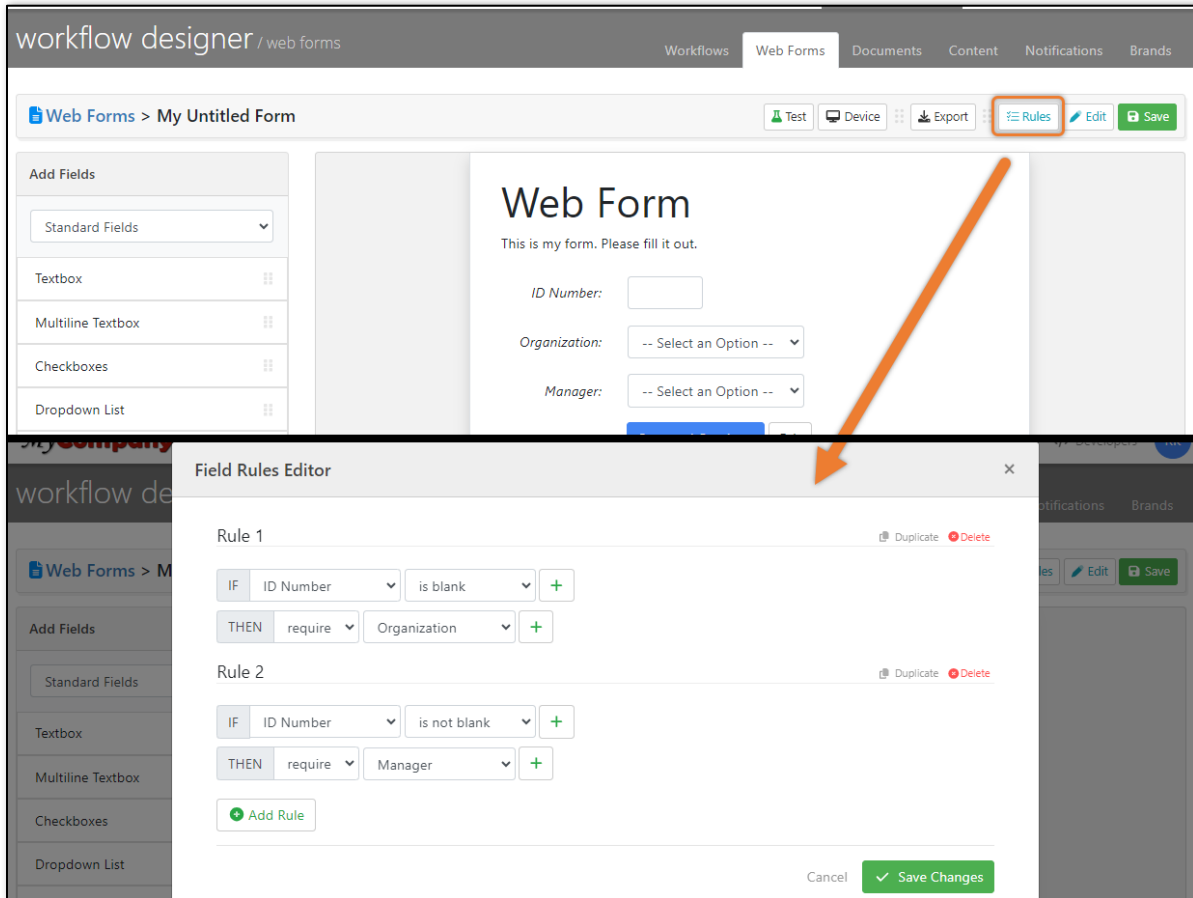 workflow designer / web forms
Workflows Web Forms Documents Content Notifications Brands
Web Forms > My Untitled Form
Test Device Export Rules Edit Save
Add Fields
Standard Fields
Textbox
Multiline Textbox
Checkboxes
Dropdown List
Web Form
This is my form. Please fill it out.
ID Number:
Organization:
-- Select an Option --
Manager:
-- Select an Option --
MyCompany
Developers
workflow de
otifications Brands
Web Forms > M
les Edit Save
Add Fields
Standard Fields
Textbox
Multiline Textbox
Checkboxes
Dropdown List
Field Rules Editor
Rule 1
Duplicate Delete
IF ID Number is blank +
THEN require Organization +
Rule 2
Duplicate Delete
IF ID Number is not blank +
THEN require Manager +
Add Rule
Cancel Save Changes